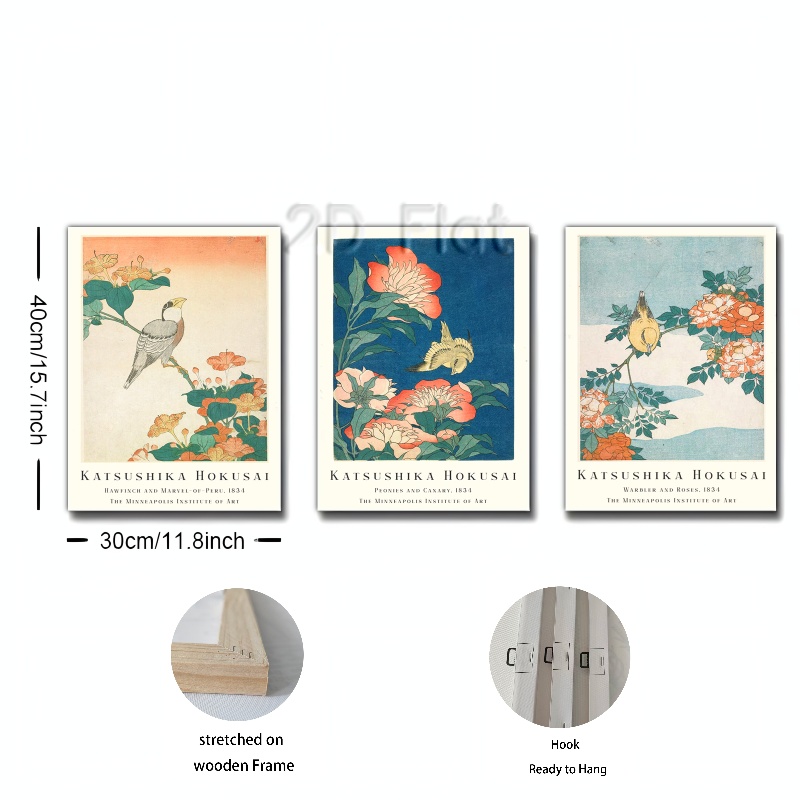 2D Flat
40cm/15.7inch
KATSUSHIKA HOKUSAI
HAWFINCH AND MARVEL-OF-PERU, 1834
THE MINNEAPOLIS INSTITUTE OF ART
KATSUSHIKA HOKUSAI
PEONIES AND CANARY, 1834
THE MINNEAPOLIS INSTITUTE OF ART
KATSUSHIKA HOKUSAI
WARBLER AND ROSES, 1834
THE MINNEAPOLIS INSTITUTE OF ART
30cm/11.8inch
stretched on
wooden Frame
Hook
Ready to Hang